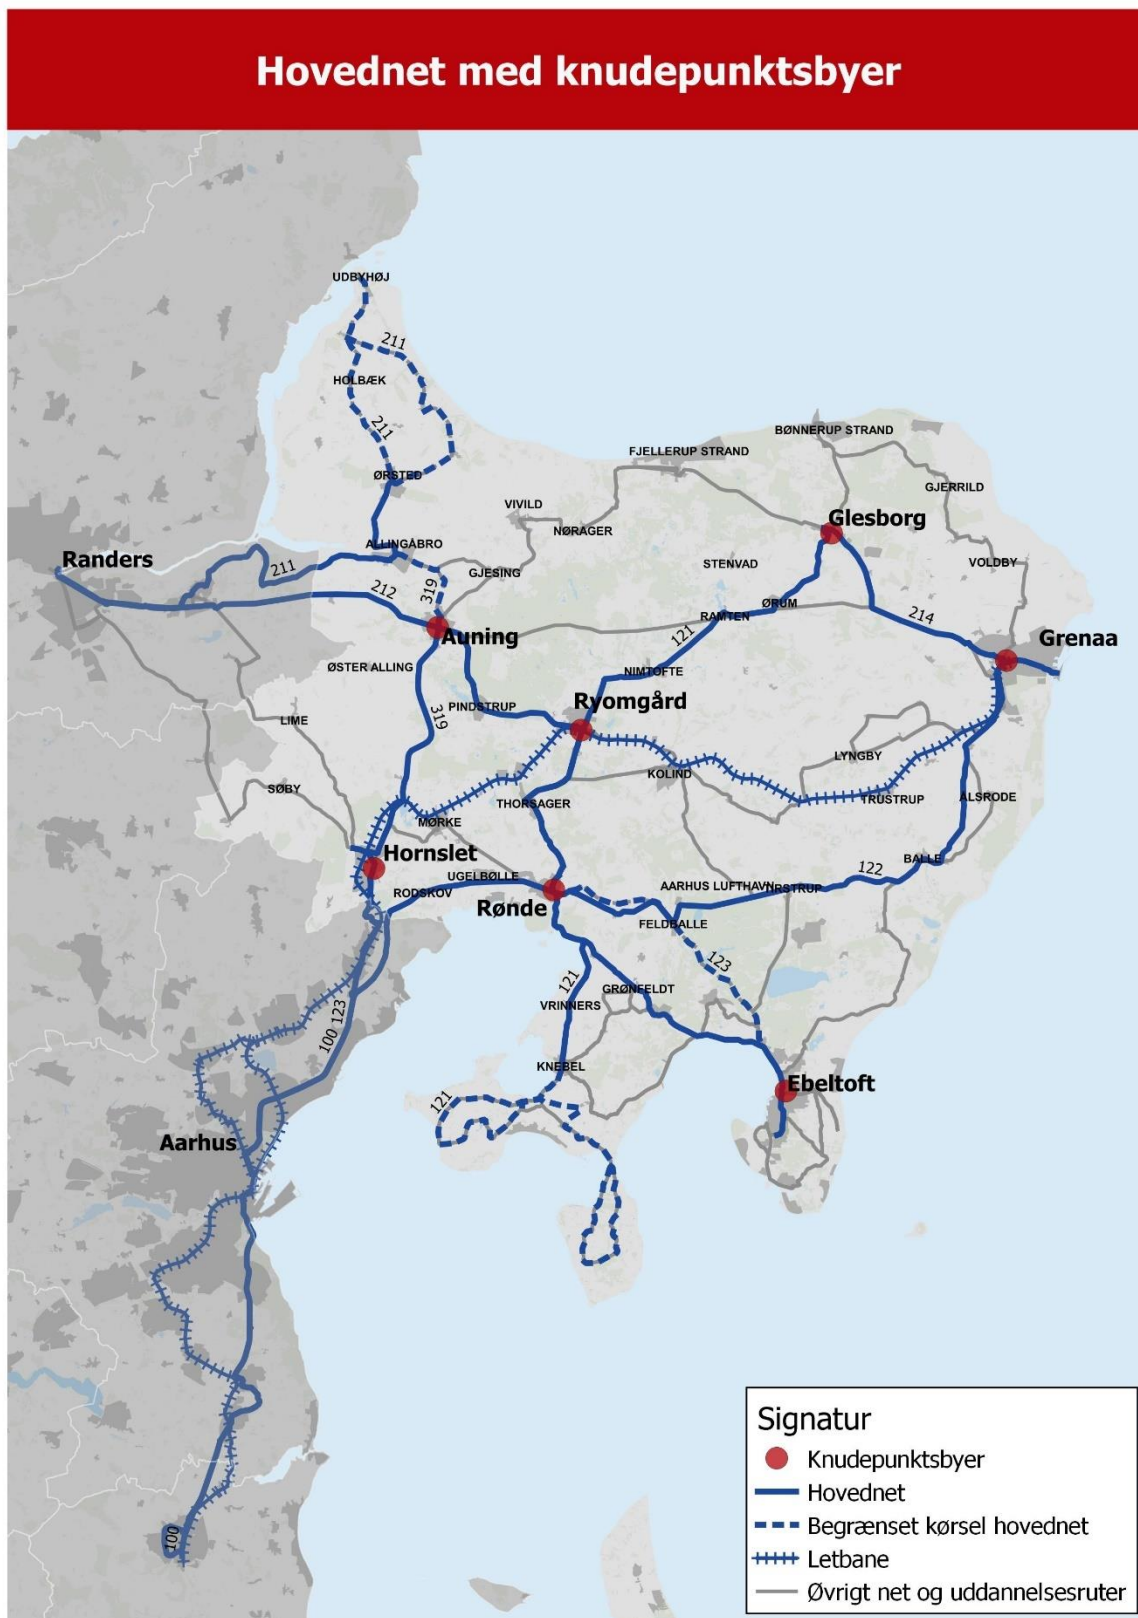 Hovednet med knudepunktsbyer
UDBYHØJ
211
HOLBÆK
211
ØRSTED
BØNNERUP STRAND
FJELLERUP STRAND
GJERRILD
VIVILD
NØRAGER
Glesborg
ALLINGÅBRO
Randers
211
GJESING
STENVAD
VOLDBY
212
319
RAMTEN
ØRUM
214
Auning
121
Grenaa
ØSTER ALLING
NIMTOFTE
PINDSTRUP
Ryomgård
LIME
319
LYNGBY
KOLIND
SØBY
THORSAGER
TRUSTRUP
ÅLSRODE
MØRKE
Hornslet
BALLE
UGELBØLLE
122
RODSKOV
AARHUS LUFTHAVN
TIRSTRUP
Rønde
FELDBALLE
123
121
GRØNFELDT
VRINNERS
123
100
KNEBEL
Ebeltoft
121
Aarhus
100
Signatur
Knudepunktsbyer
Hovednet
Begrænset kørsel hovednet
Letbane
Øvrigt net og uddannelsesruter